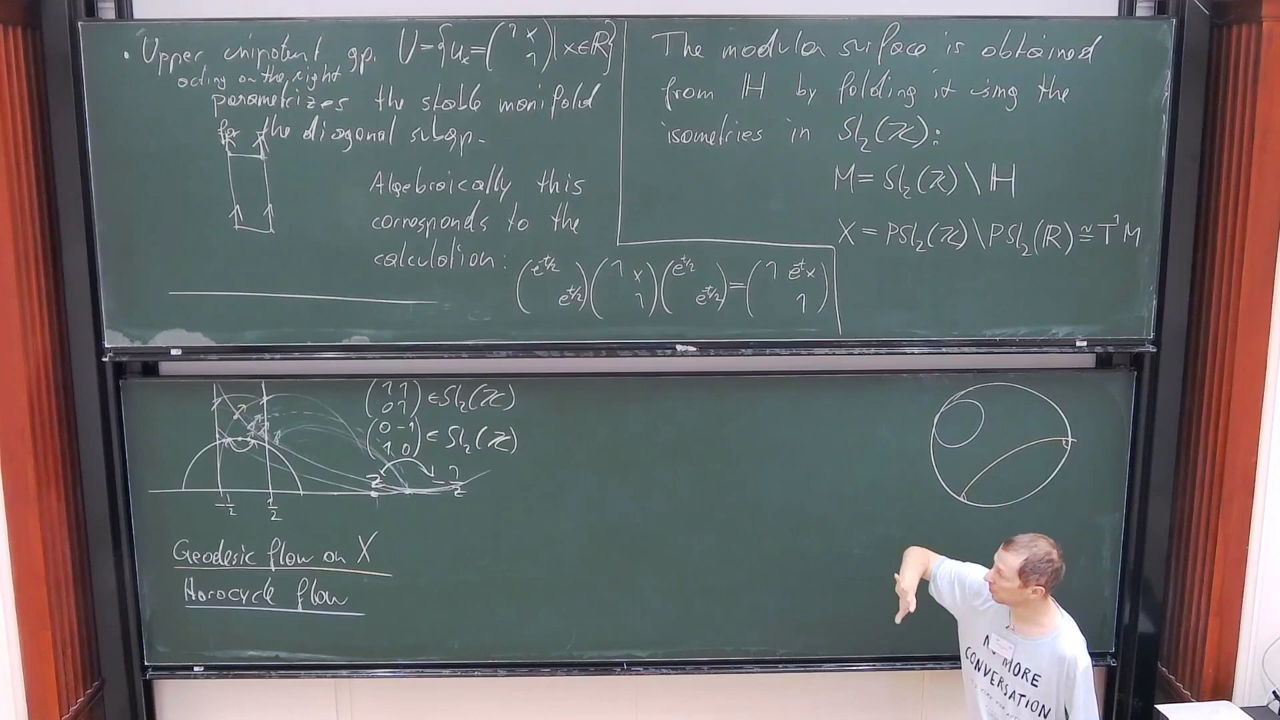 • Upper unipotent gp. U={uₓ=(1 x
1)|x∈ℝ}
acting on the right
parametrizes the stable manifold
for the diagonal subgp.
Algebraically this
corresponds to the
calculation:
(e^{-t/2}
e^{t/2}) (1 x
1) (e^{t/2}
e^{-t/2}) = (1 e^{-t}x
1)
The modular surface is obtained
from ℍ by folding it using the
isometries in Sl₂(ℤ):
M = Sl₂(ℤ)\ℍ
X = PSl₂(ℤ)\PSl₂(ℝ) ≅ T¹M
(1 1
0 1) ∈ Sl₂(ℤ)
(0 -1
1 0) ∈ Sl₂(ℤ)
z -1/z
-1/2 1/2
Geodesic flow on X
Horocycle flow
A MORE
CONVERSATION